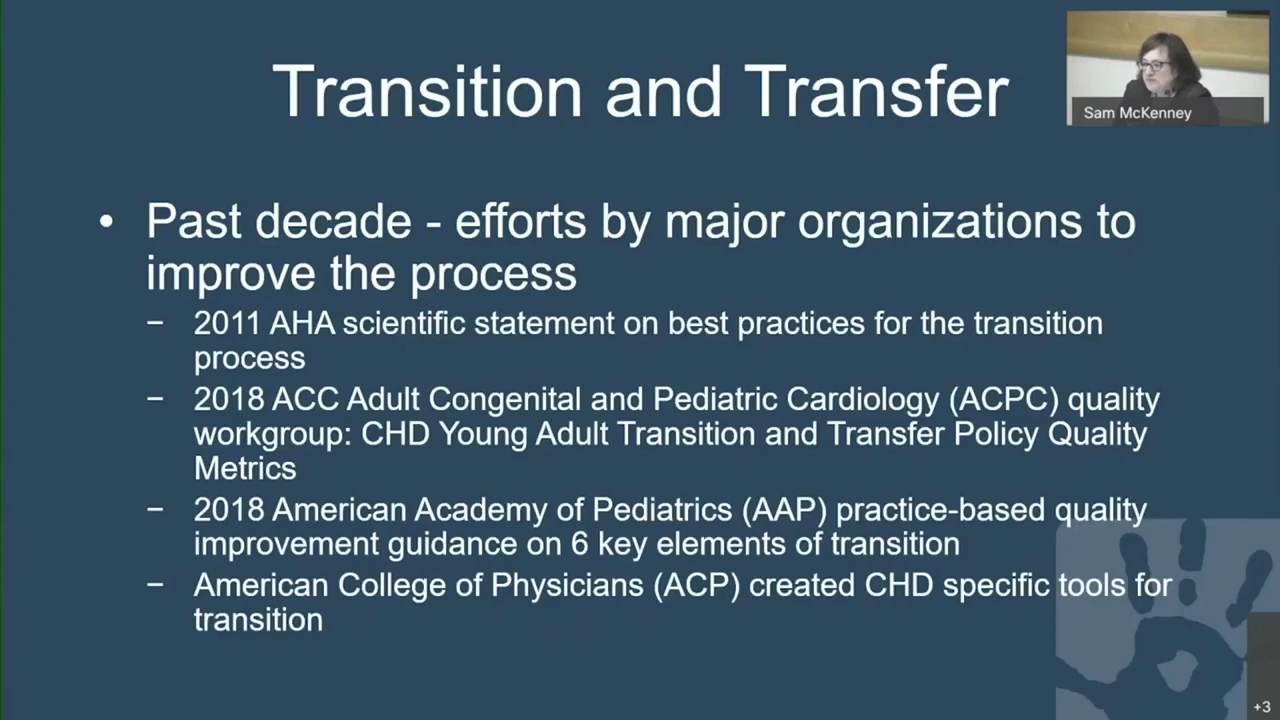 Transition and Transfer
Sam McKenney
• Past decade - efforts by major organizations to
improve the process
– 2011 AHA scientific statement on best practices for the transition
process
– 2018 ACC Adult Congenital and Pediatric Cardiology (ACPC) quality
workgroup: CHD Young Adult Transition and Transfer Policy Quality
Metrics
– 2018 American Academy of Pediatrics (AAP) practice-based quality
improvement guidance on 6 key elements of transition
– American College of Physicians (ACP) created CHD specific tools for
transition
+3